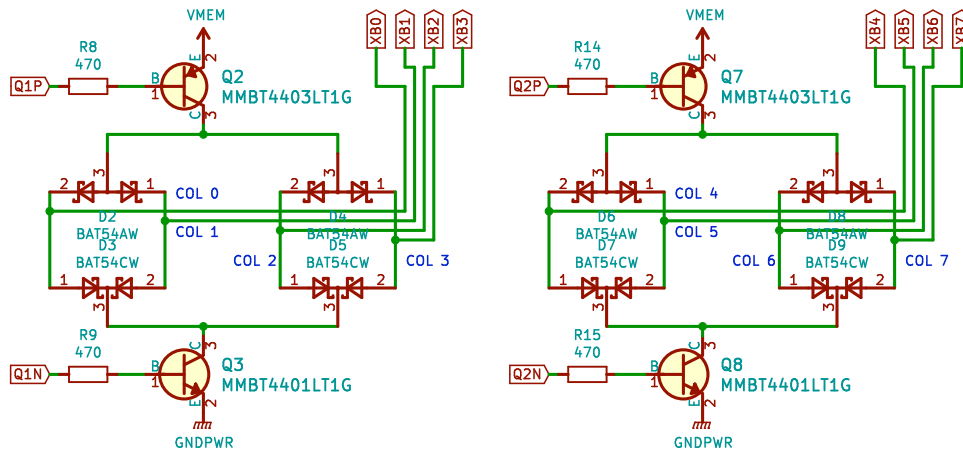 VMEM
XB0
XB1
XB2
XB3
R8
470
Q1P
B
1
E
2
C
3
Q2
MMBT4403LT1G
3
2
1
COL 0
3
2
1
D2
BAT54AW
COL 1
D4
BAT54AW
D3
BAT54CW
COL 2
D5
BAT54CW
COL 3
1
2
3
1
2
3
R9
470
Q1N
B
1
C
3
E
2
Q3
MMBT4401LT1G
GNDPWR
VMEM
XB4
XB5
XB6
XB7
R14
470
Q2P
B
1
E
2
C
3
Q7
MMBT4403LT1G
3
2
1
COL 4
3
2
1
D6
BAT54AW
COL 5
D8
BAT54AW
D7
BAT54CW
COL 6
D9
BAT54CW
COL 7
1
2
3
1
2
3
R15
470
Q2N
B
1
C
3
E
2
Q8
MMBT4401LT1G
GNDPWR